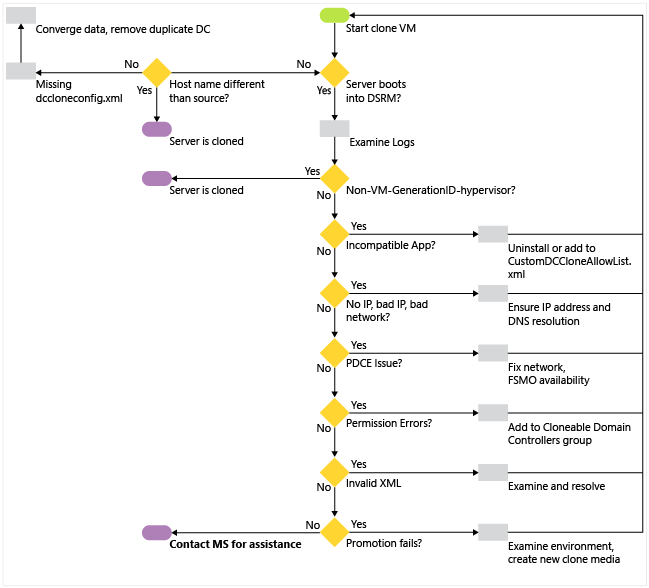 Converge data, remove duplicate DC
Start clone VM
No
No
Missing
dccloneconfig.xml
Host name different
than source?
Yes
Server boots
into DSRM?
Yes
Server is cloned
Examine Logs
Yes
Server is cloned
Non-VM-GenerationID-hypervisor?
No
Yes
Incompatible App?
No
Uninstall or add to
CustomDCCloneAllowList.
xml
Yes
No IP, bad IP, bad
network?
No
Ensure IP address and
DNS resolution
Yes
PDCE Issue?
No
Fix network,
FSMO availability
Yes
Permission Errors?
No
Add to Cloneable Domain
Controllers group
Yes
Invalid XML
No
Examine and resolve
No
Yes
Contact MS for assistance
Promotion fails?
Examine environment,
create new clone media